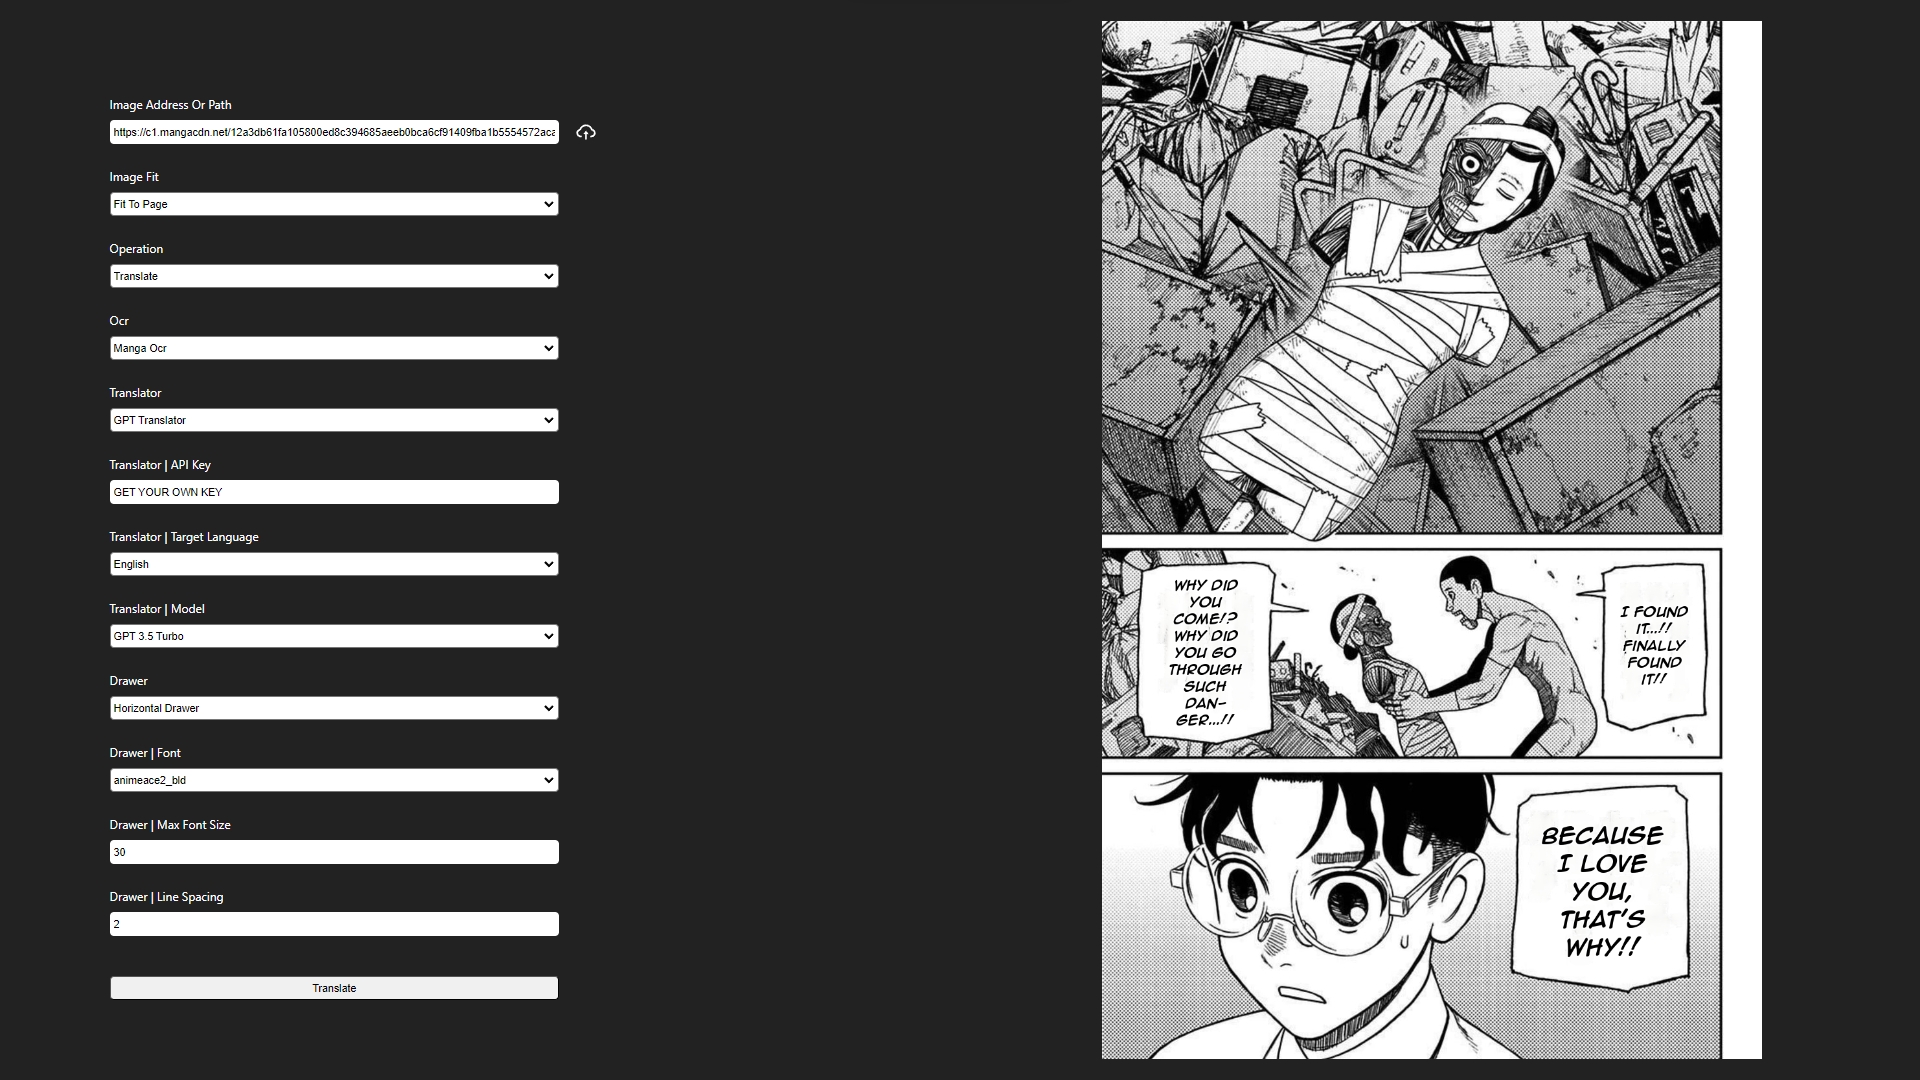 Image Address Or Path
https://c1.mangacdn.net/12a3db61fa105800ed8c394685aeeb0bca6cf91409fba1b5554572aca
Image Fit
Fit To Page
Operation
Translate
Ocr
Manga Ocr
Translator
GPT Translator
Translator | API Key
GET YOUR OWN KEY
Translator | Target Language
English
Translator | Model
GPT 3.5 Turbo
Drawer
Horizontal Drawer
Drawer | Font
animeace2_bld
Drawer | Max Font Size
30
Drawer | Line Spacing
2
Translate
I FOUND
IT...!!
FINALLY
FOUND
IT!!
WHY DID
YOU
COME!?
WHY DID
YOU GO
THROUGH
SUCH
DAN-
GER...!!
BECAUSE
I LOVE
YOU,
THAT'S
WHY!!